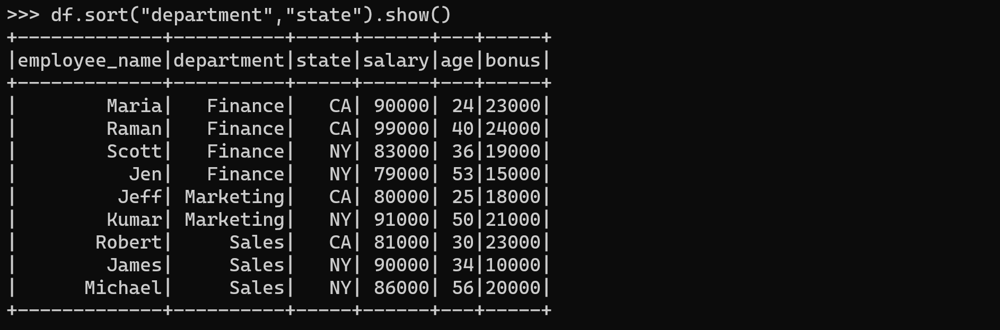 >>> df.sort("department","state").show()
+-------------+----------+-----+------+---+-----+
|employee_name|department|state|salary|age|bonus|
+-------------+----------+-----+------+---+-----+
|        Maria|   Finance|   CA| 90000| 24|23000|
|        Raman|   Finance|   CA| 99000| 40|24000|
|        Scott|   Finance|   NY| 83000| 36|19000|
|          Jen|   Finance|   NY| 79000| 53|15000|
|         Jeff| Marketing|   CA| 80000| 25|18000|
|        Kumar| Marketing|   NY| 91000| 50|21000|
|       Robert|     Sales|   CA| 81000| 30|23000|
|        James|     Sales|   NY| 90000| 34|10000|
|      Michael|     Sales|   NY| 86000| 56|20000|
+-------------+----------+-----+------+---+-----+